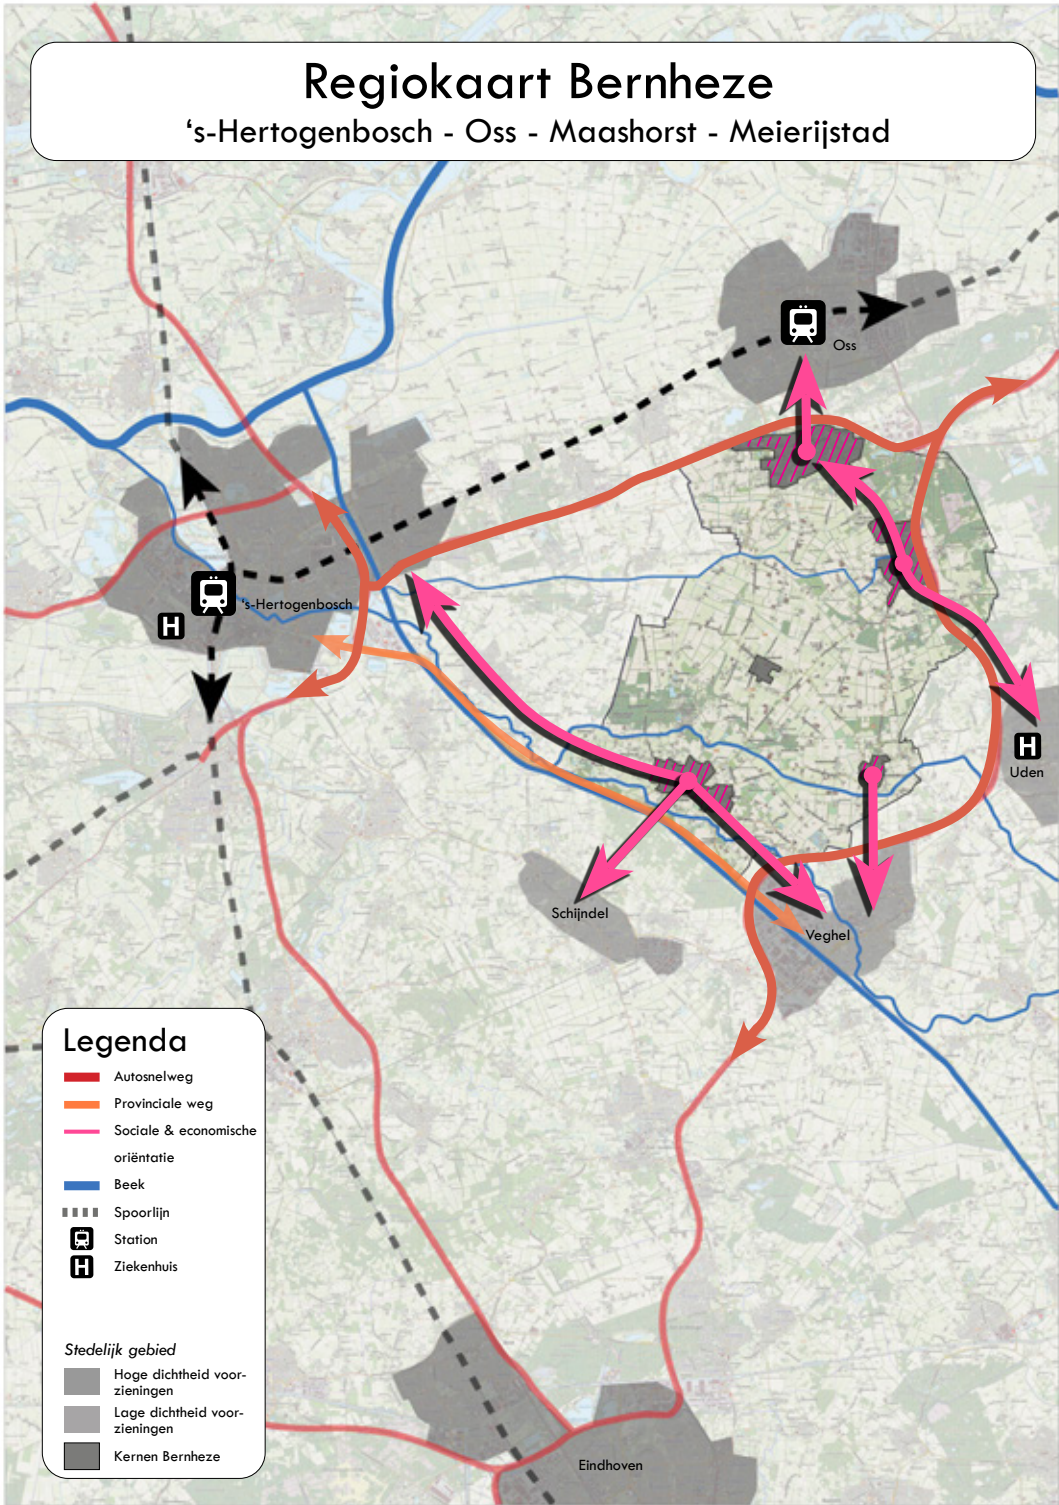 Regiokaart Bernheze
‘s-Hertogenbosch - Oss - Maashorst - Meierijstad
Oss
‘s-Hertogenbosch
H
H
Uden
Schijndel
Veghel
Legenda
Autosnelweg
Provinciale weg
Sociale & economische
oriëntatie
Beek
Spoorlijn
Station
H
Ziekenhuis
Stedelijk gebied
Hoge dichtheid voor-
zieningen
Lage dichtheid voor-
zieningen
Kernen Bernheze
Eindhoven